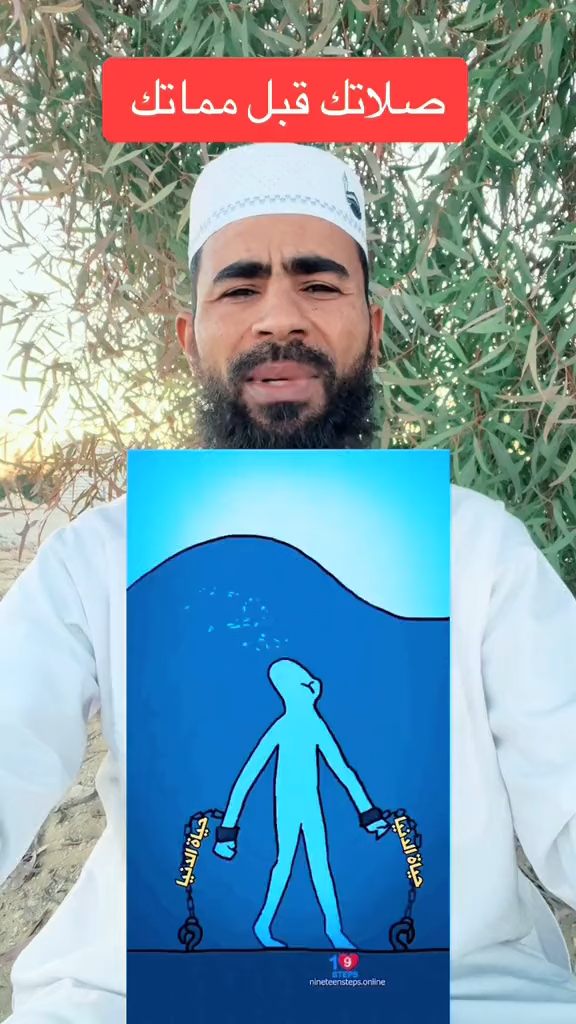 صلاتك قبل مماتك
حياة الدنيا
حياة الدنيا
19
STEPS
nineteensteps.online